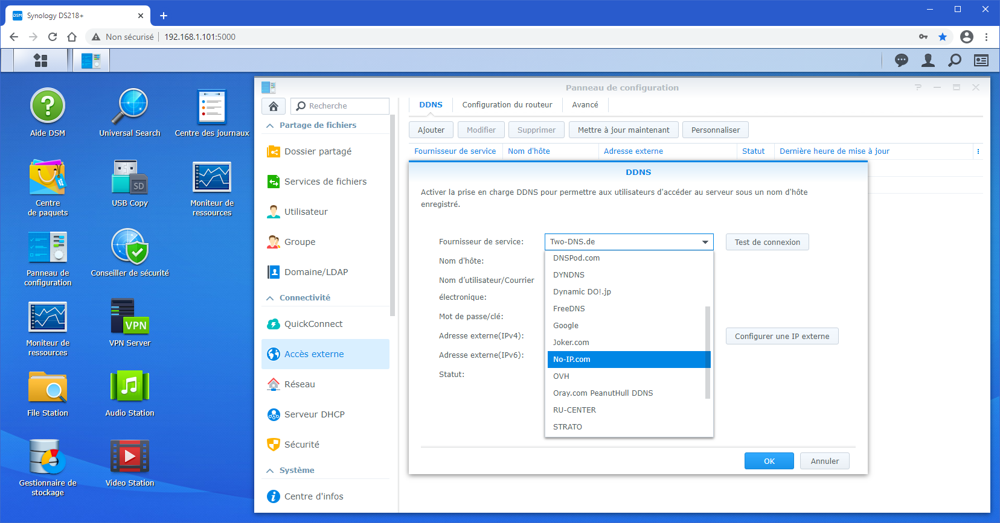 DSM Synology DS218+
Non sécurisé 192.168.1.101:5000
Aide DSM
Universal Search
Centre des journaux
Centre
de paquets
SD
USB Copy
Moniteur de
ressources
Panneau de
configuration
Conseiller de sécurité
Moniteur de
ressources
VPN
VPN Server
File Station
Audio Station
Gestionnaire de
stockage
Video Station
Panneau de configuration
Recherche
Partage de fichiers
Dossier partagé
Services de fichiers
Utilisateur
Groupe
Domaine/LDAP
Connectivité
QuickConnect
Accès externe
Réseau
Serveur DHCP
Sécurité
Système
Centre d'infos
DDNS Configuration du routeur Avancé
Ajouter Modifier Supprimer Mettre à jour maintenant Personnaliser
Fournisseur de service Nom d'hôte Adresse externe Statut Dernière heure de mise à jour
DDNS
Activer la prise en charge DDNS pour permettre aux utilisateurs d'accéder au serveur sous un nom d'hôte
enregistré.
Fournisseur de service: Two-DNS.de Test de connexion
Nom d'hôte:
Nom d’utilisateur/Courrier
électronique:
Mot de passe/clé:
Adresse externe(IPv4): Configurer une IP externe
Adresse externe(IPv6):
Statut:
DNSPod.com
DYNDNS
Dynamic DO!.jp
FreeDNS
Google
Joker.com
No-IP.com
OVH
Oray.com PeanutHull DDNS
RU-CENTER
STRATO
OK Annuler